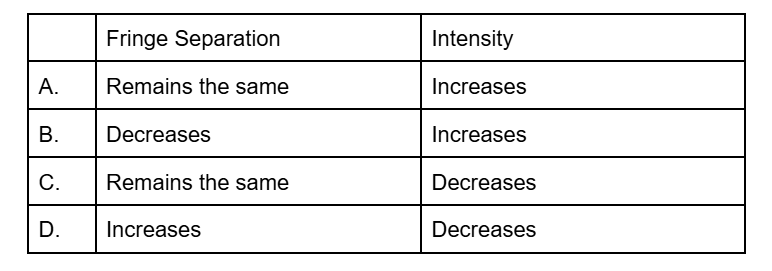 Fringe Separation Intensity
A. Remains the same Increases
B. Decreases Increases
C. Remains the same Decreases
D. Increases Decreases